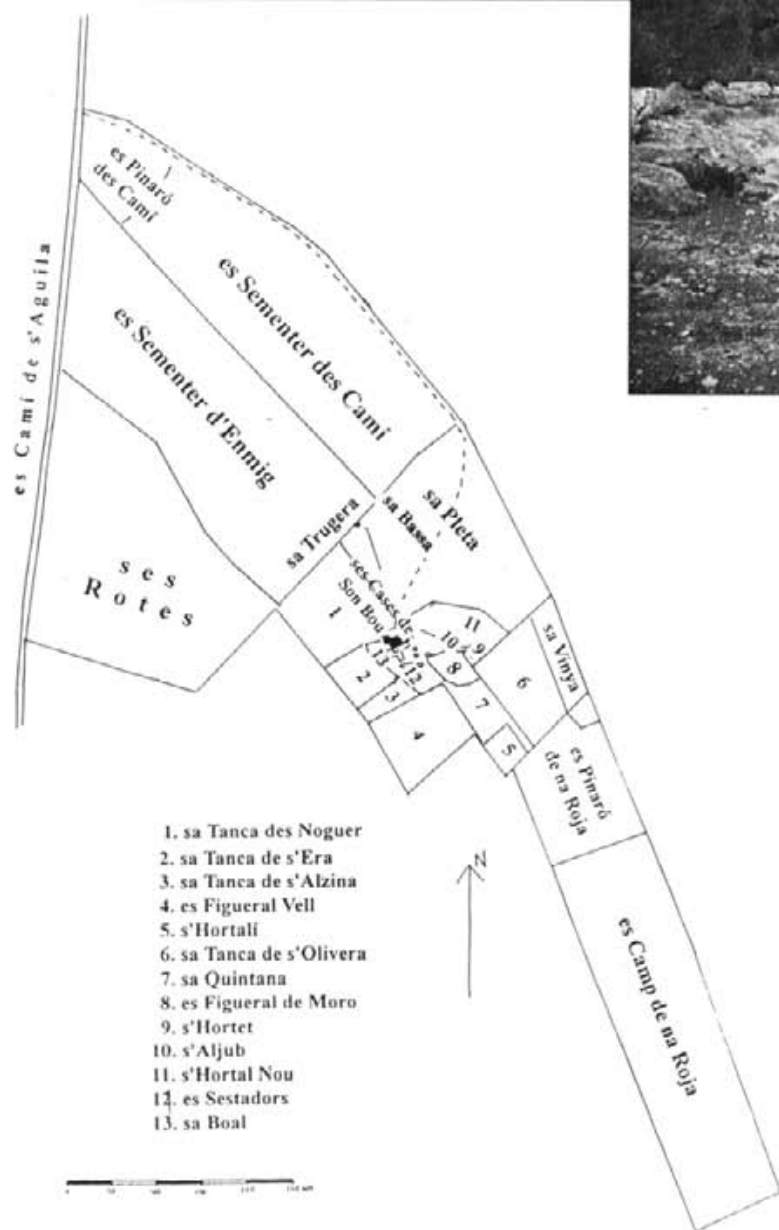 es Pinaró
des Camí
es Camí de s'Aguila
es Sementer des Camí
es Sementer d'Enmig
ses
Rotes
sa Trugera
sa Bassa
sa Pleta
ses Cases de
Son Bou
1
11
10
9
13
12
8
2
3
7
6
sa Vinya
4
5
es Pinaró
de na Roja
es Camp de na Roja
N
1. sa Tanca des Noguer
2. sa Tanca de s'Era
3. sa Tanca de s'Alzina
4. es Figueral Vell
5. s'Hortalí
6. sa Tanca de s'Olivera
7. sa Quintana
8. es Figueral de Moro
9. s'Hortet
10. s'Aljub
11. s'Hortal Nou
12. es Sestadors
13. sa Boal